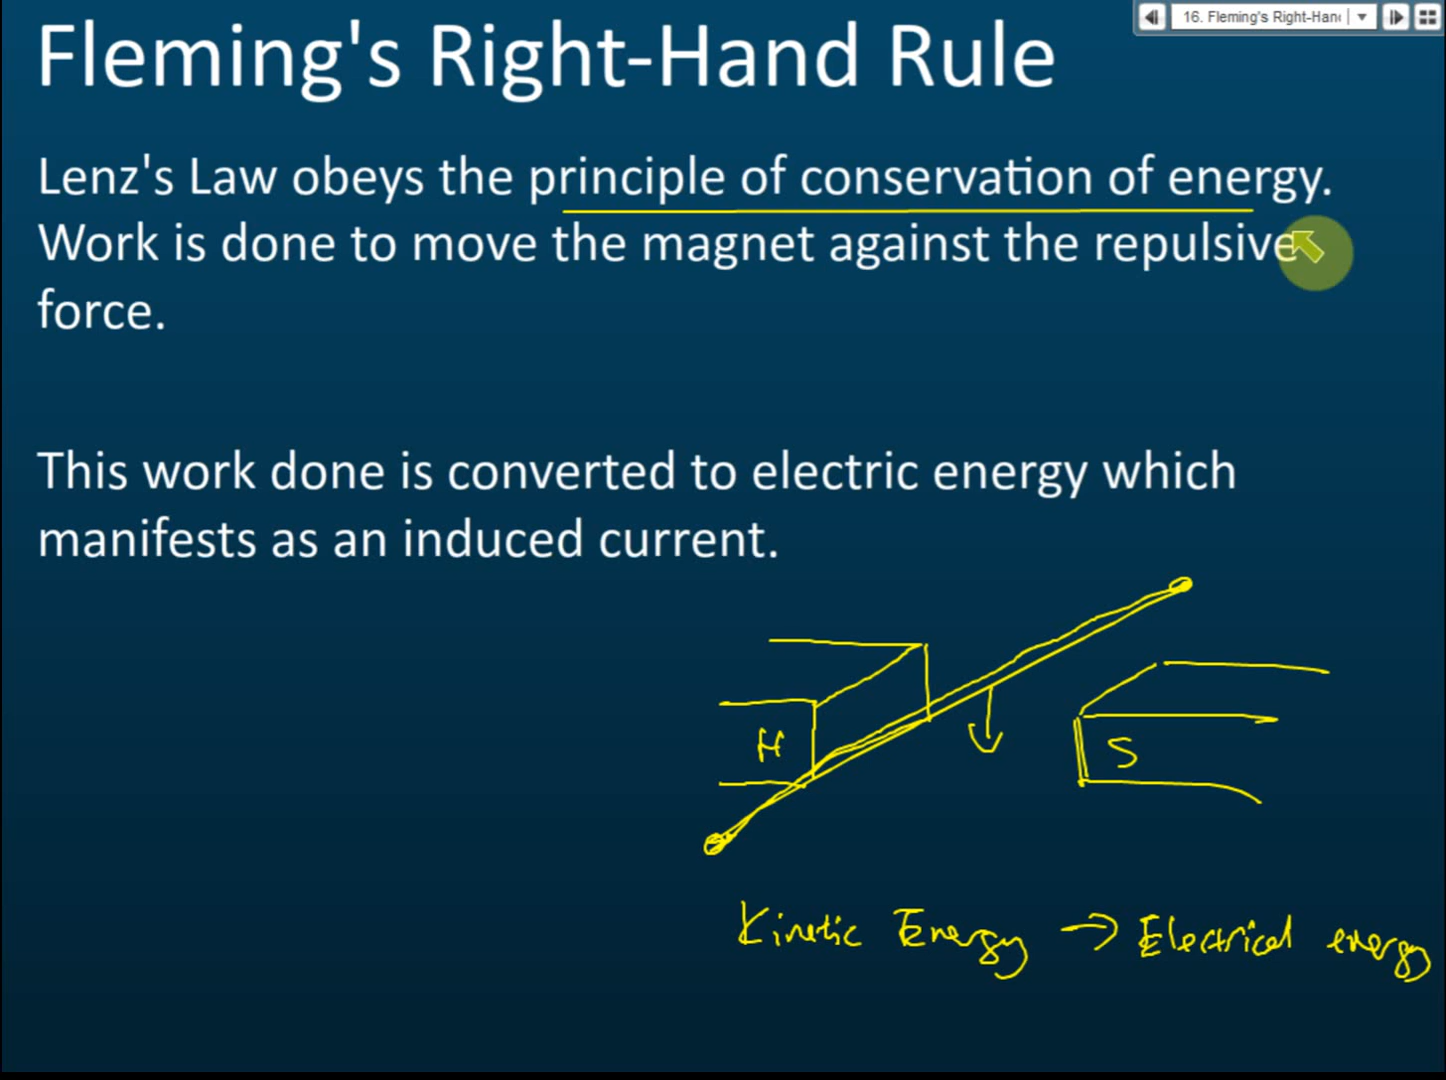 16. Fleming's Right-Han
Fleming's Right-Hand Rule
Lenz's Law obeys the principle of conservation of energy.
Work is done to move the magnet against the repulsive
force.
This work done is converted to electric energy which
manifests as an induced current.
N
S
Kinetic Energy → Electrical energy